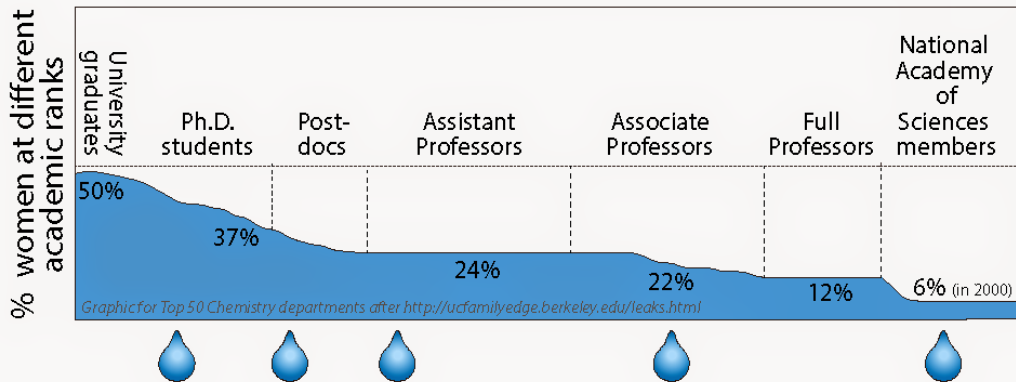 % women at different
academic ranks
University
graduates
Ph.D.
students
Post-
docs
Assistant
Professors
Associate
Professors
Full
Professors
National
Academy
of
Sciences
members
50%
37%
24%
22%
12%
6% (in 2000)
Graphic for Top 50 Chemistry departments after http://ucfamilyedge.berkeley.edu/leaks.html